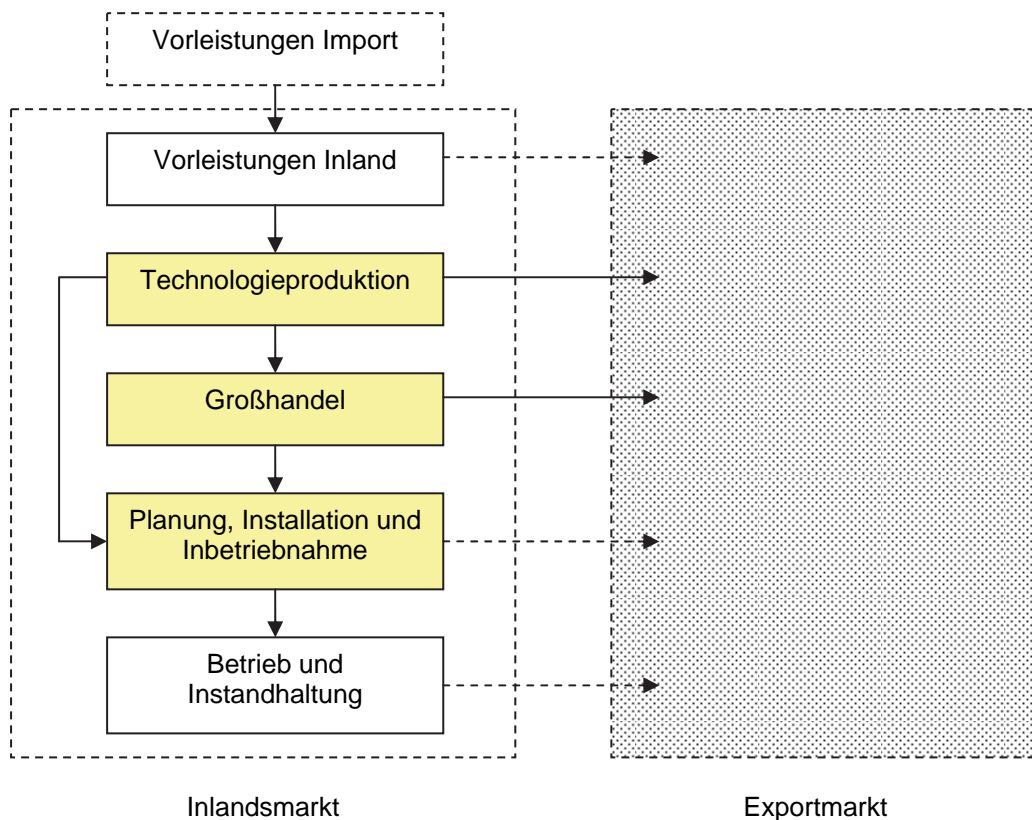 Vorleistungen Import
Vorleistungen Inland
Technologieproduktion
Großhandel
Planung, Installation und
Inbetriebnahme
Betrieb und
Instandhaltung
Inlandsmarkt
Exportmarkt